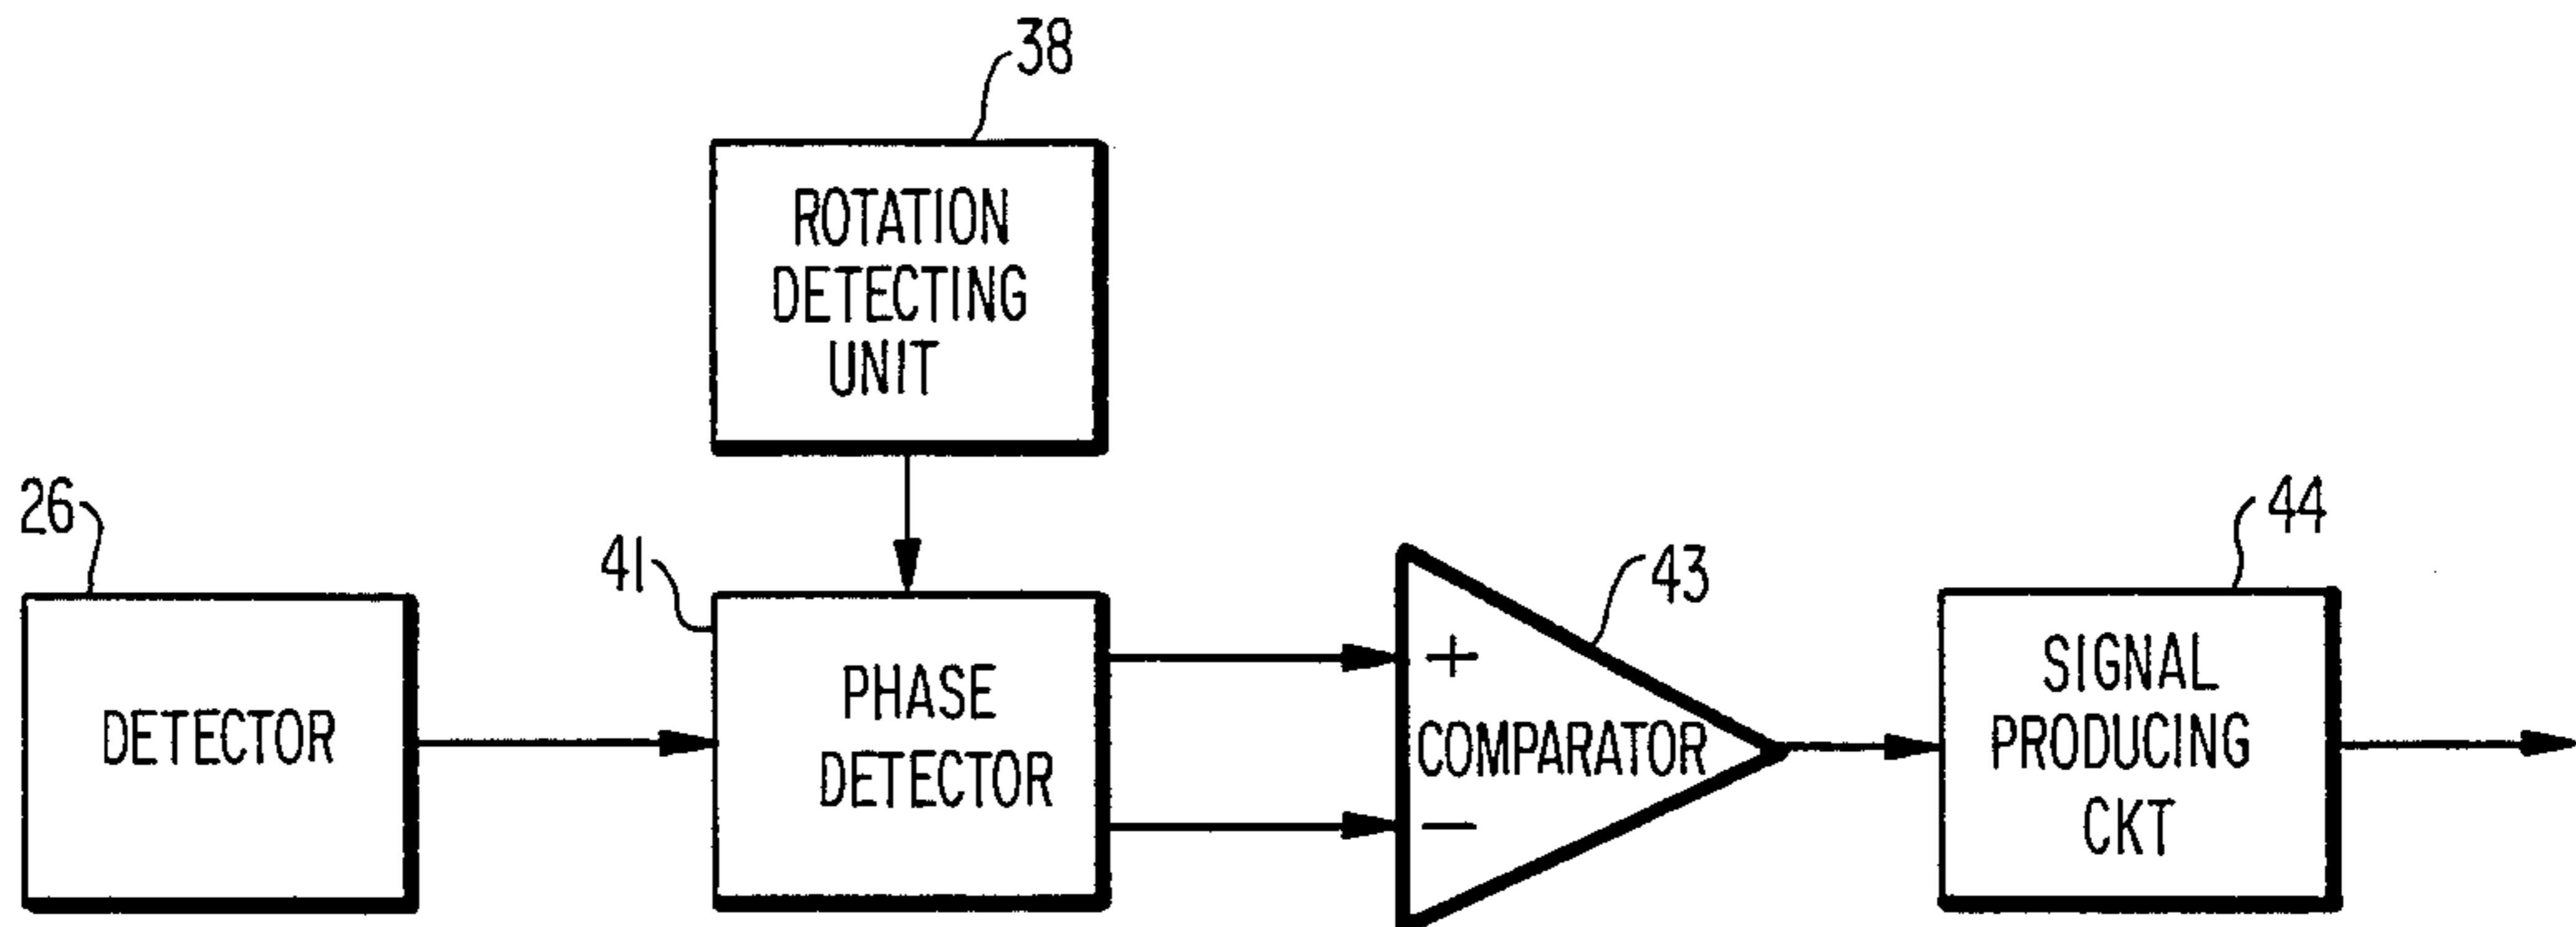 38
ROTATION
DETECTING
UNIT
26
DETECTOR
41
PHASE
DETECTOR
43
+
COMPARATOR
−
44
SIGNAL
PRODUCING
CKT